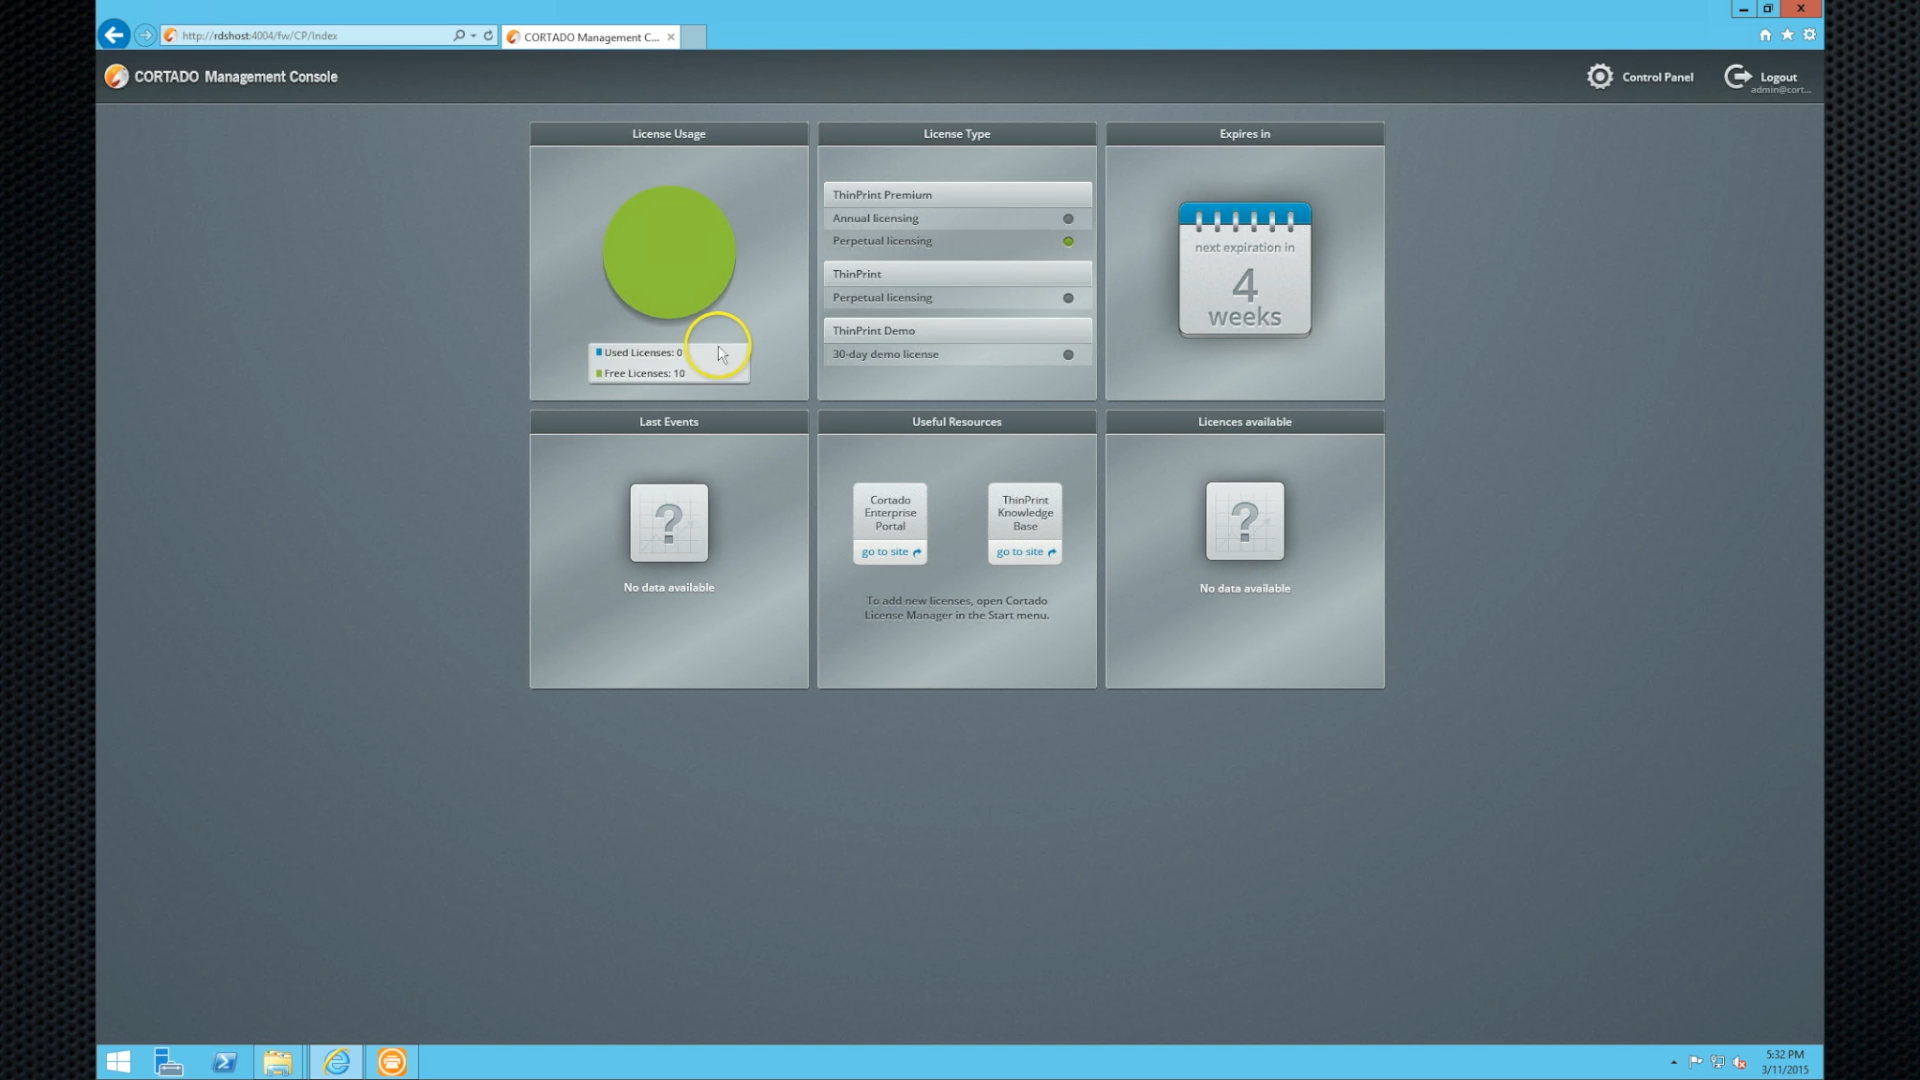 http://rdshost:4004/fw/CP/Index
CORTADO Management C...
CORTADO Management Console
Control Panel
Logout
admin@cort...
License Usage
License Type
Expires in
Used Licenses: 0
Free Licenses: 10
ThinPrint Premium
Annual licensing
Perpetual licensing
ThinPrint
Perpetual licensing
ThinPrint Demo
30-day demo license
next expiration in
4
weeks
Last Events
Useful Resources
Licences available
?
No data available
Cortado
Enterprise
Portal
go to site
ThinPrint
Knowledge
Base
go to site
To add new licenses, open Cortado
License Manager in the Start menu.
?
No data available
5:32 PM
3/11/2015